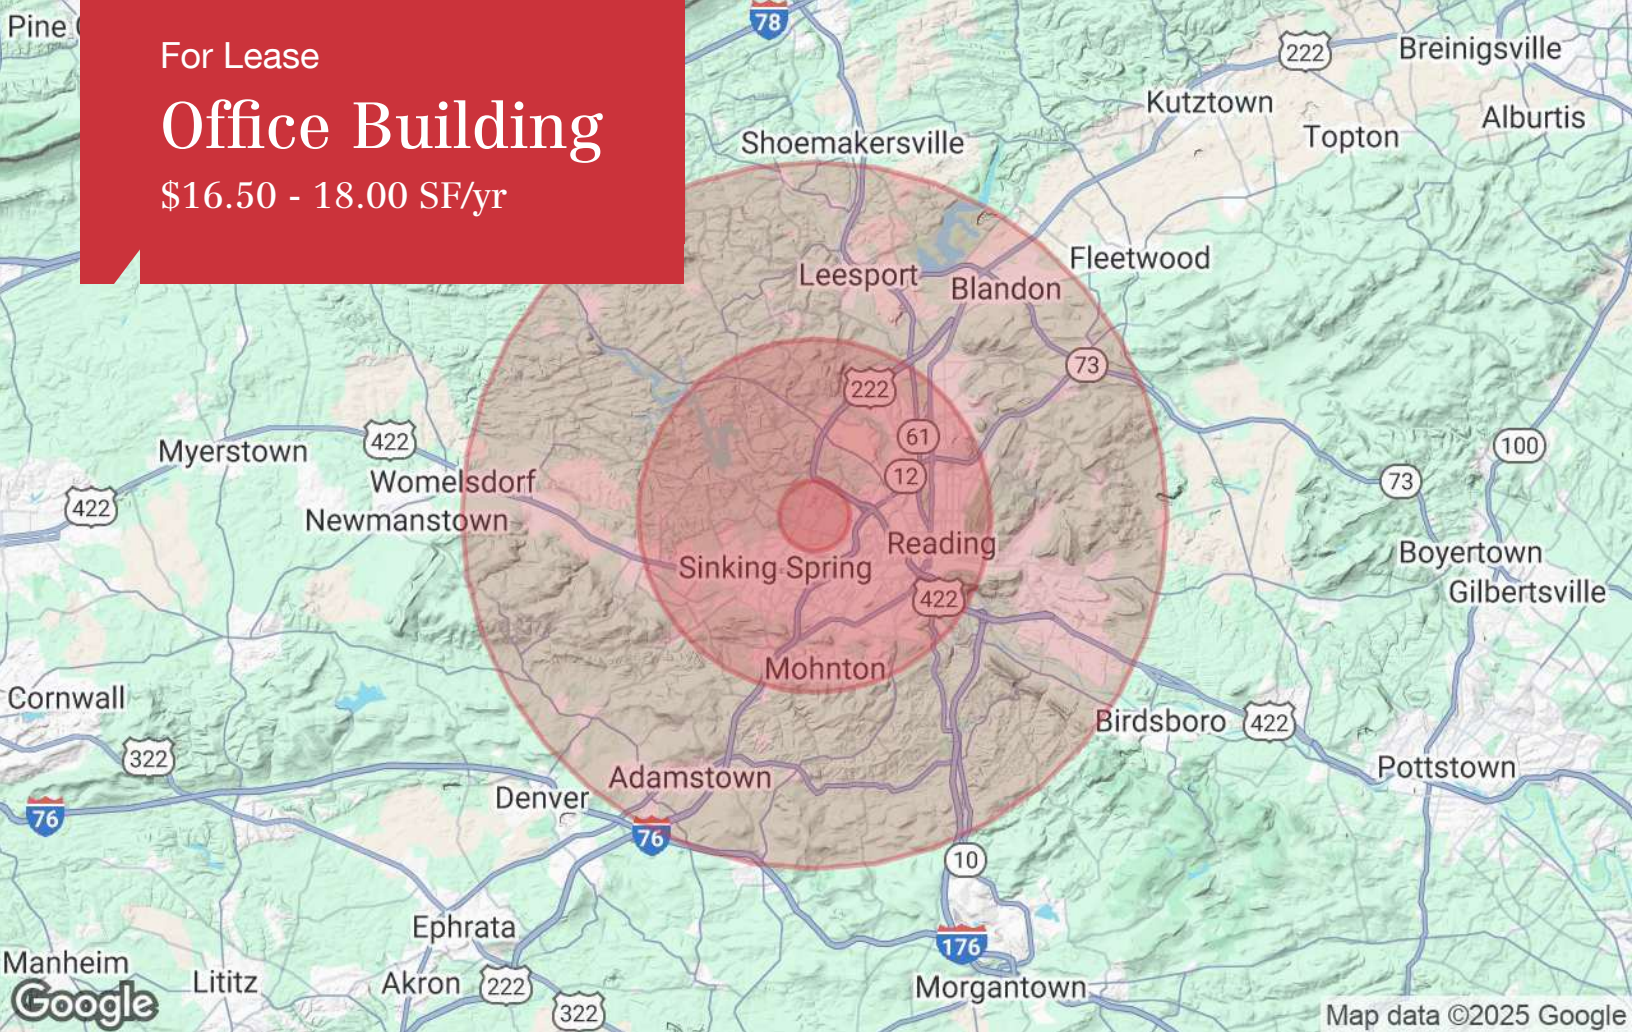 Pine
For Lease
Office Building
$16.50 - 18.00 SF/yr
78
222
Breinigsville
Kutztown
Alburtis
Topton
Shoemakersville
Fleetwood
Leesport
Blandon
73
222
61
12
422
Myerstown
Womelsdorf
422
Newmanstown
100
73
Reading
Sinking Spring
422
Boyertown
Gilbertsville
Mohnton
Cornwall
322
Birdsboro
422
Pottstown
Adamstown
Denver
76
76
10
Ephrata
176
Manheim
Lititz
Akron
222
322
Morgantown
Google
Map data ©2025 Google